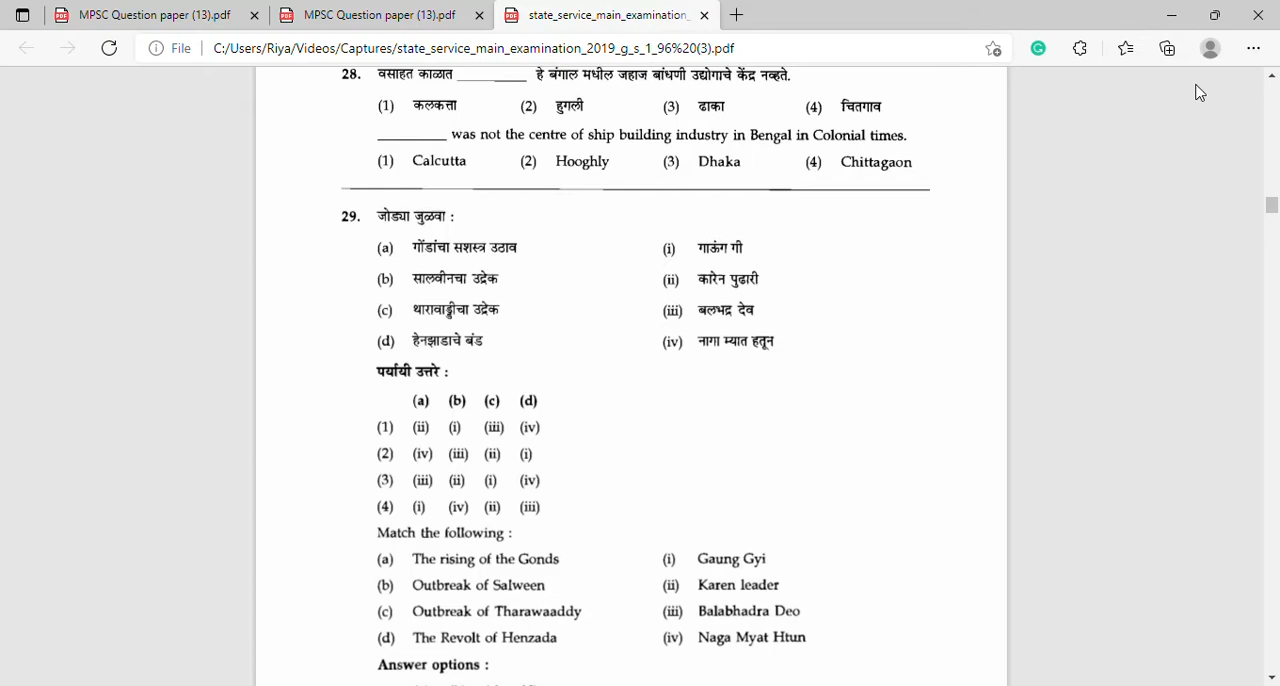 MPSC Question paper (13).pdf
MPSC Question paper (13).pdf
state_service_main_examination_
File C:/Users/Riya/Videos/Captures/state_service_main_examination_2019_g_s_1_96%20(3).pdf
28. वसाहत काळात _________ हे बंगाल मधील जहाज बांधणी उद्योगाचे केंद्र नव्हते.
(1) कलकत्ता (2) हुगली (3) ढाका (4) चितगाव
_________ was not the centre of ship building industry in Bengal in Colonial times.
(1) Calcutta (2) Hooghly (3) Dhaka (4) Chittagaon
29. जोड्या जुळवा :
(a) गोंडांचा सशस्त्र उठाव (i) गाऊंग गी
(b) सालवीनचा उद्रेक (ii) कारेन पुढारी
(c) थारावाड्डीचा उद्रेक (iii) बलभद्र देव
(d) हेनझाडाचे बंड (iv) नागा म्यात हतून
पर्यायी उत्तरे :
(a) (b) (c) (d)
(1) (ii) (i) (iii) (iv)
(2) (iv) (iii) (ii) (i)
(3) (iii) (ii) (i) (iv)
(4) (i) (iv) (ii) (iii)
Match the following :
(a) The rising of the Gonds (i) Gaung Gyi
(b) Outbreak of Salween (ii) Karen leader
(c) Outbreak of Tharawaaddy (iii) Balabhadra Deo
(d) The Revolt of Henzada (iv) Naga Myat Htun
Answer options :